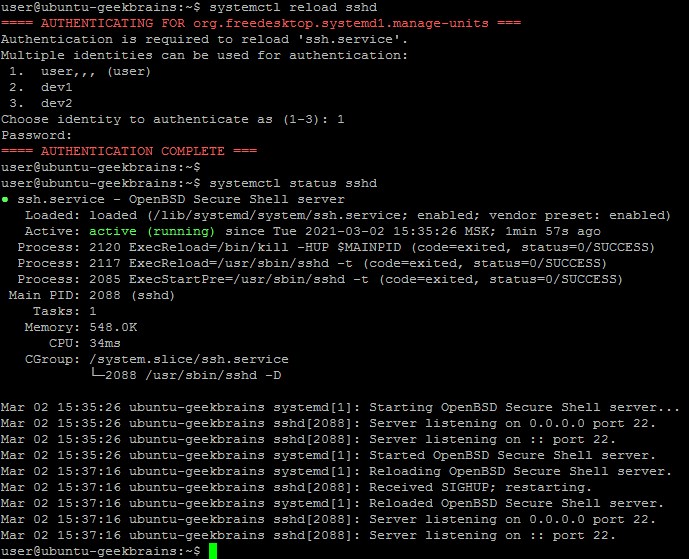 user@ubuntu-geekbrains:~$ systemctl reload sshd
==== AUTHENTICATING FOR org.freedesktop.systemd1.manage-units ===
Authentication is required to reload 'ssh.service'.
Multiple identities can be used for authentication:
 1.  user,,, (user)
 2.  dev1
 3.  dev2
Choose identity to authenticate as (1-3): 1
Password:
==== AUTHENTICATION COMPLETE ===
user@ubuntu-geekbrains:~$
user@ubuntu-geekbrains:~$ systemctl status sshd
● ssh.service - OpenBSD Secure Shell server
   Loaded: loaded (/lib/systemd/system/ssh.service; enabled; vendor preset: enabled)
   Active: active (running) since Tue 2021-03-02 15:35:26 MSK; 1min 57s ago
  Process: 2120 ExecReload=/bin/kill -HUP $MAINPID (code=exited, status=0/SUCCESS)
  Process: 2117 ExecReload=/usr/sbin/sshd -t (code=exited, status=0/SUCCESS)
  Process: 2085 ExecStartPre=/usr/sbin/sshd -t (code=exited, status=0/SUCCESS)
 Main PID: 2088 (sshd)
    Tasks: 1
   Memory: 548.0K
      CPU: 34ms
   CGroup: /system.slice/ssh.service
           └─2088 /usr/sbin/sshd -D

Mar 02 15:35:26 ubuntu-geekbrains systemd[1]: Starting OpenBSD Secure Shell server...
Mar 02 15:35:26 ubuntu-geekbrains sshd[2088]: Server listening on 0.0.0.0 port 22.
Mar 02 15:35:26 ubuntu-geekbrains sshd[2088]: Server listening on :: port 22.
Mar 02 15:35:26 ubuntu-geekbrains systemd[1]: Started OpenBSD Secure Shell server.
Mar 02 15:37:16 ubuntu-geekbrains systemd[1]: Reloading OpenBSD Secure Shell server.
Mar 02 15:37:16 ubuntu-geekbrains sshd[2088]: Received SIGHUP; restarting.
Mar 02 15:37:16 ubuntu-geekbrains systemd[1]: Reloaded OpenBSD Secure Shell server.
Mar 02 15:37:16 ubuntu-geekbrains sshd[2088]: Server listening on 0.0.0.0 port 22.
Mar 02 15:37:16 ubuntu-geekbrains sshd[2088]: Server listening on :: port 22.
user@ubuntu-geekbrains:~$